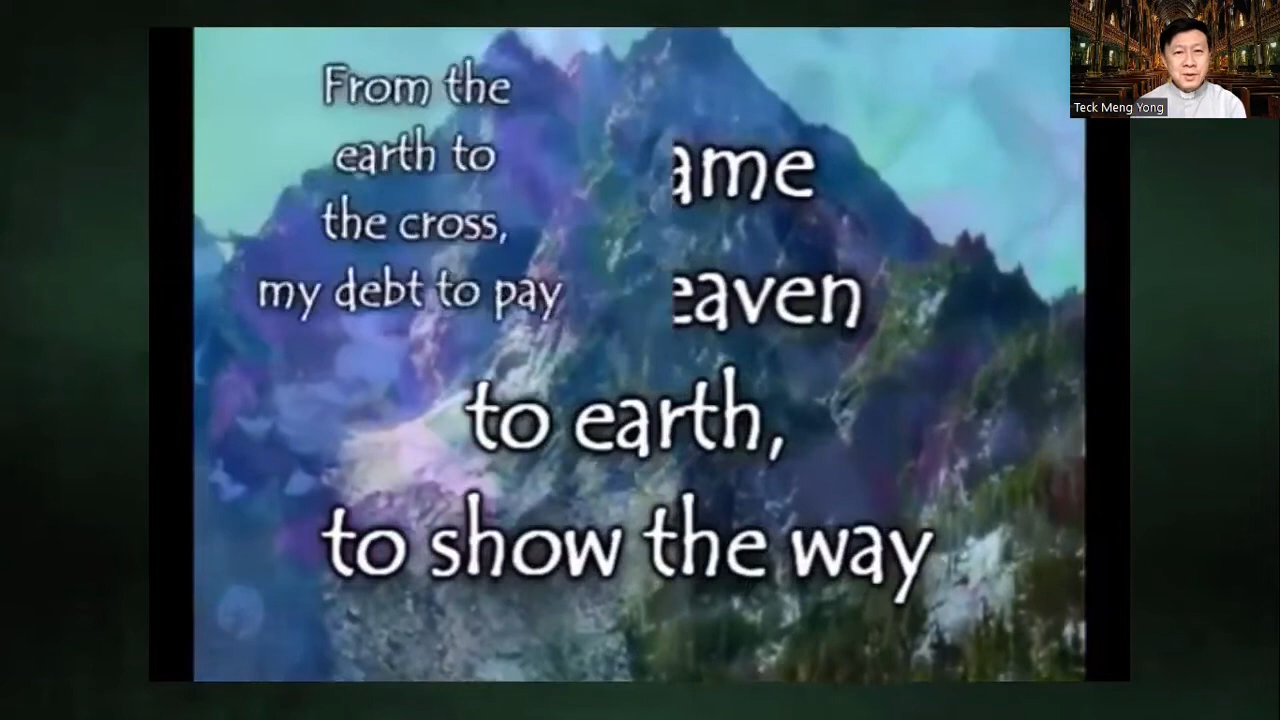 From the
earth to
the cross,
my debt to pay
ame
eaven
to earth,
to show the way
Teck Meng Yong